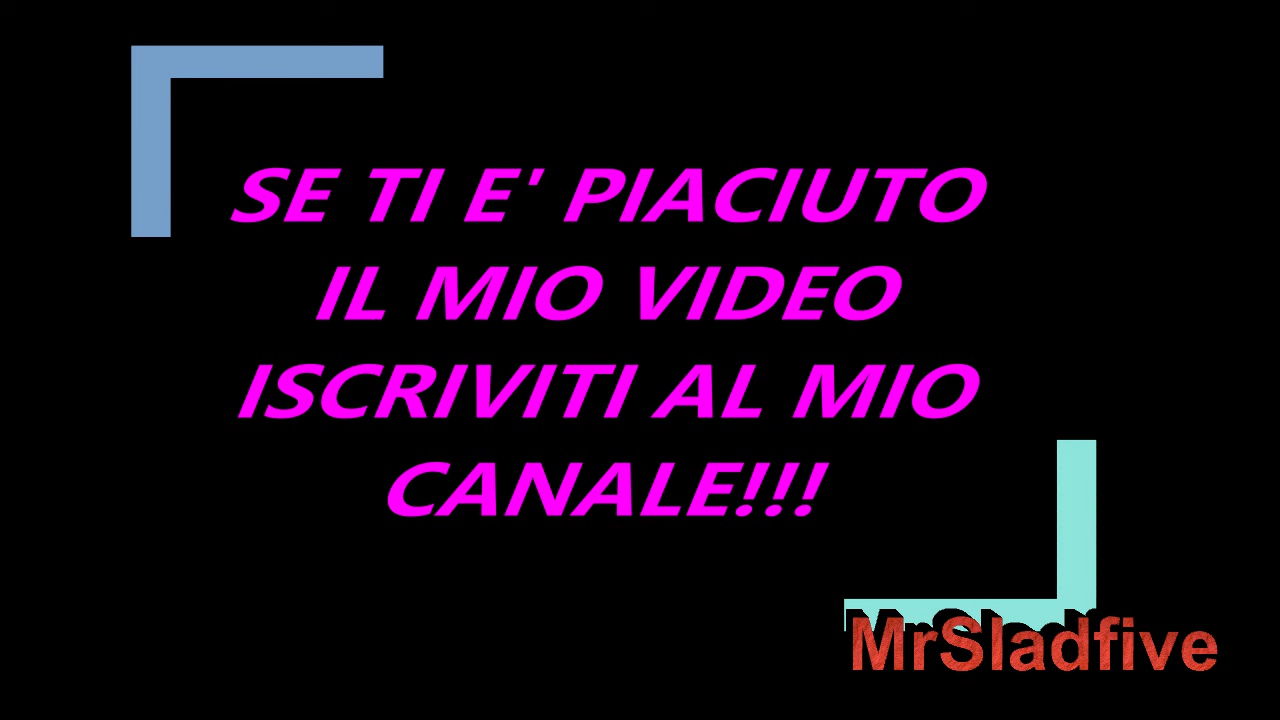 SE TI E' PIACIUTO
IL MIO VIDEO
ISCRIVITI AL MIO
CANALE!!!
MrSladfive